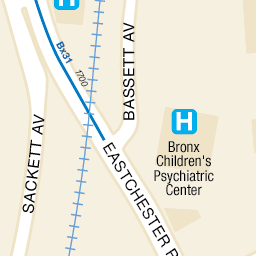 H
Bx31
1700
BASSETT AV
SACKETT AV
H
Bronx
Children's
Psychiatric
Center
EASTCHESTER R